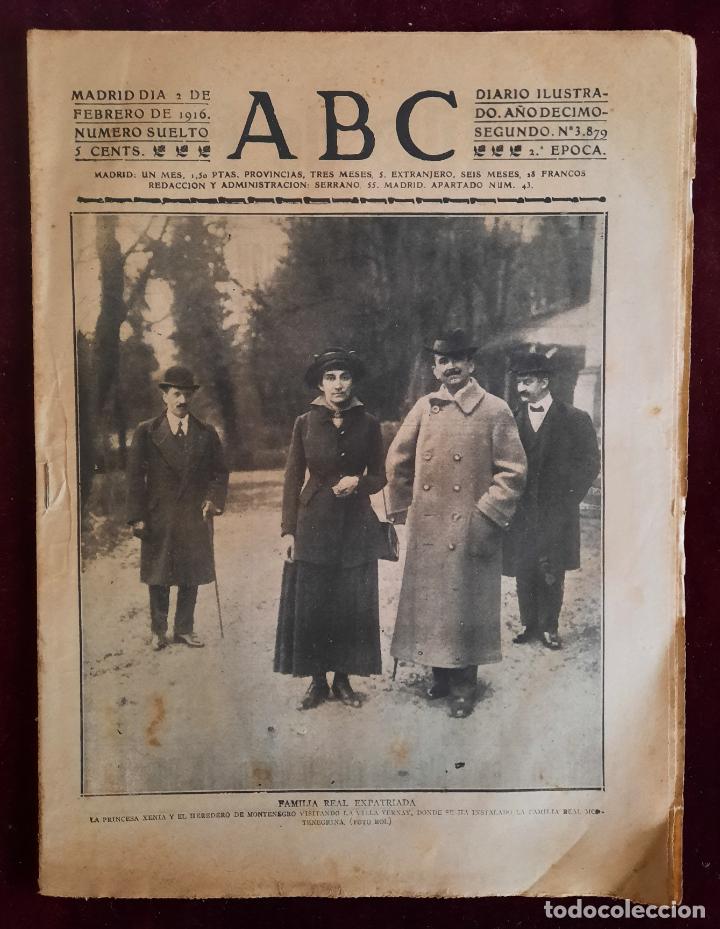 MADRID DIA 2 DE
FEBRERO DE 1916.
NUMERO SUELTO
5 CENTS.
ABC
DIARIO ILUSTRA-
DO. AÑO DECIMO-
SEGUNDO. Nº 3.879
2.ª EPOCA.
MADRID: UN MES, 1,50 PTAS. PROVINCIAS, TRES MESES, 5. EXTRANJERO, SEIS MESES, 28 FRANCOS
REDACCION Y ADMINISTRACION: SERRANO, 55. MADRID. APARTADO NUM. 43.
FAMILIA REAL EXPATRIADA
LA PRINCESA XENIA Y EL HEREDERO DE MONTENEGRO VISITANDO LA VILLA VERNAY, DONDE SE HA INSTALADO LA FAMILIA REAL MON-
TENEGRINA. (FOTO ROL.)
todocoleccion.net